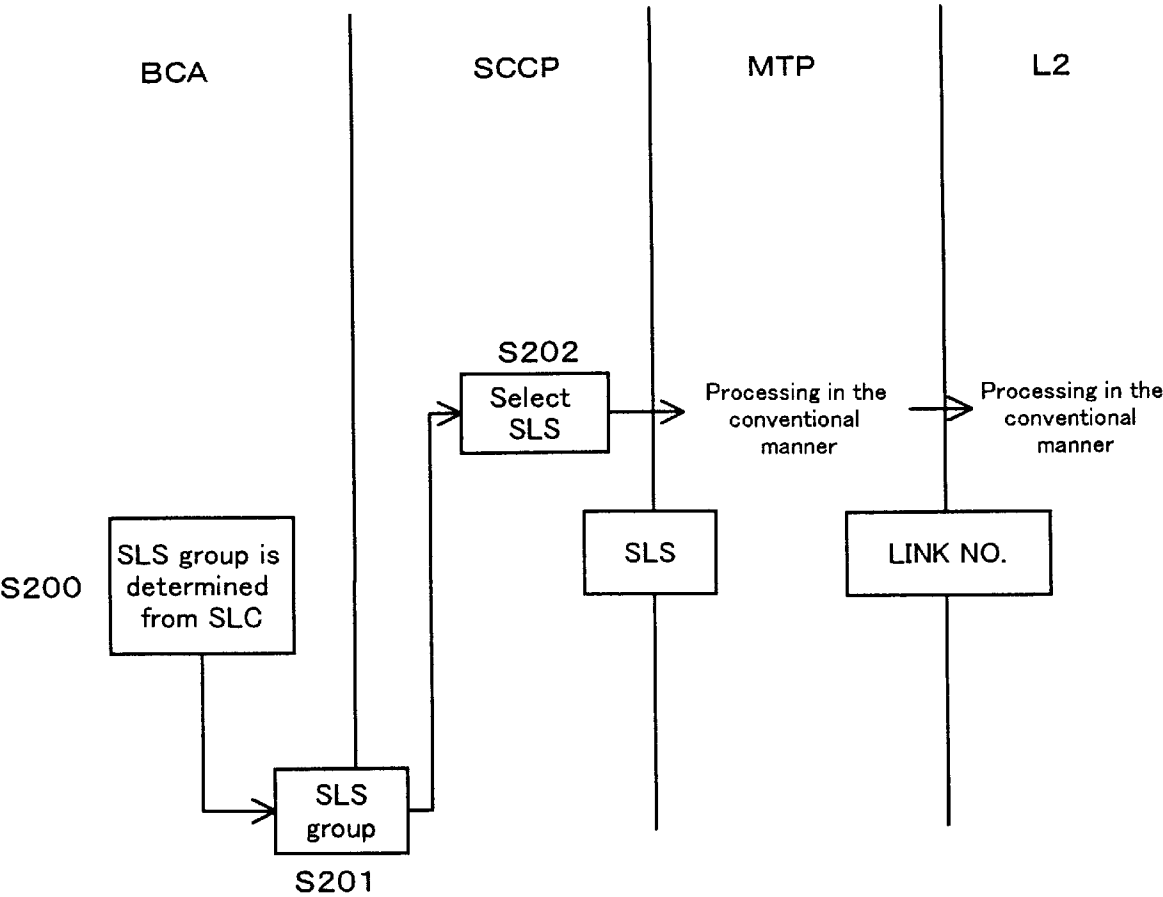 BCA
SCCP
MTP
L2
S202
Select
SLS
Processing in the
conventional
manner
Processing in the
conventional
manner
S200
SLS group is
determined
from SLC
SLS
LINK NO.
SLS
group
S201